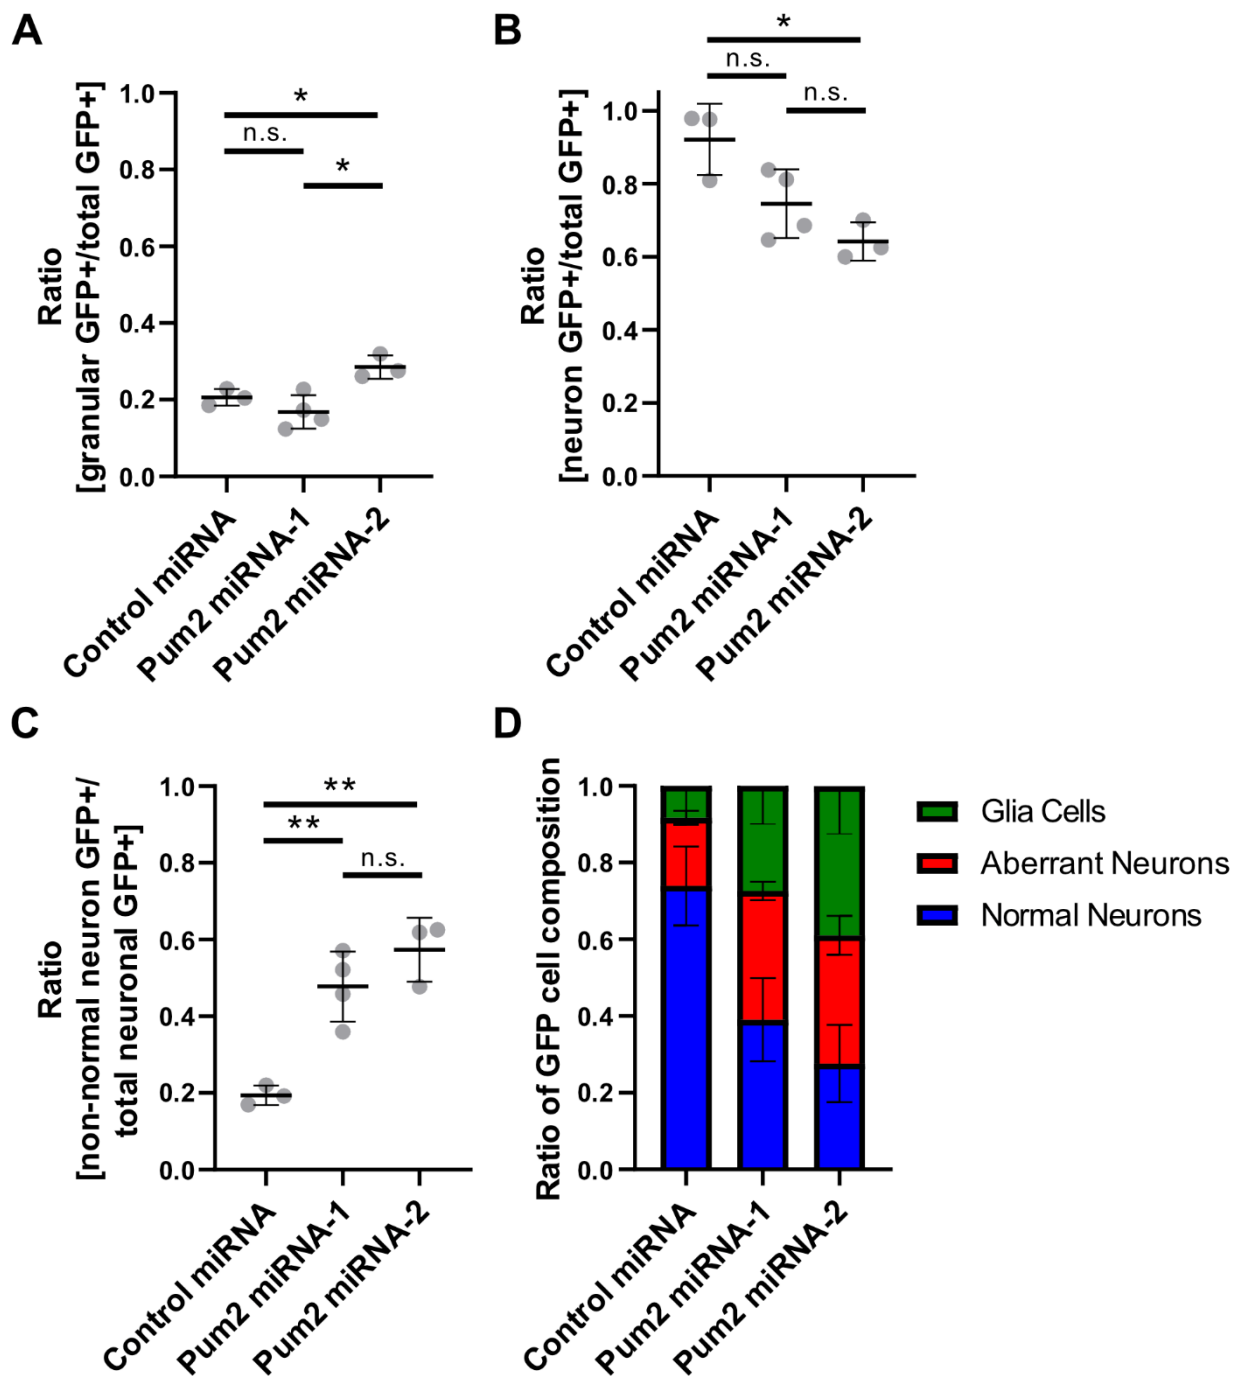 A
Ratio
[granular GFP+/total GFP+]
1.0
0.8
0.6
0.4
0.2
0.0
*
n.s.
*
Control miRNA
Pum2 miRNA-1
Pum2 miRNA-2
B
Ratio
[neuron GFP+/total GFP+]
1.0
0.8
0.6
0.4
0.2
0.0
*
n.s.
n.s.
Control miRNA
Pum2 miRNA-1
Pum2 miRNA-2
C
Ratio
[non-normal neuron GFP+/
total neuronal GFP+]
1.0
0.8
0.6
0.4
0.2
0.0
**
**
n.s.
Control miRNA
Pum2 miRNA-1
Pum2 miRNA-2
D
Ratio of GFP cell composition
1.0
0.8
0.6
0.4
0.2
0.0
Control miRNA
Pum2 miRNA-1
Pum2 miRNA-2
Glia Cells
Aberrant Neurons
Normal Neurons